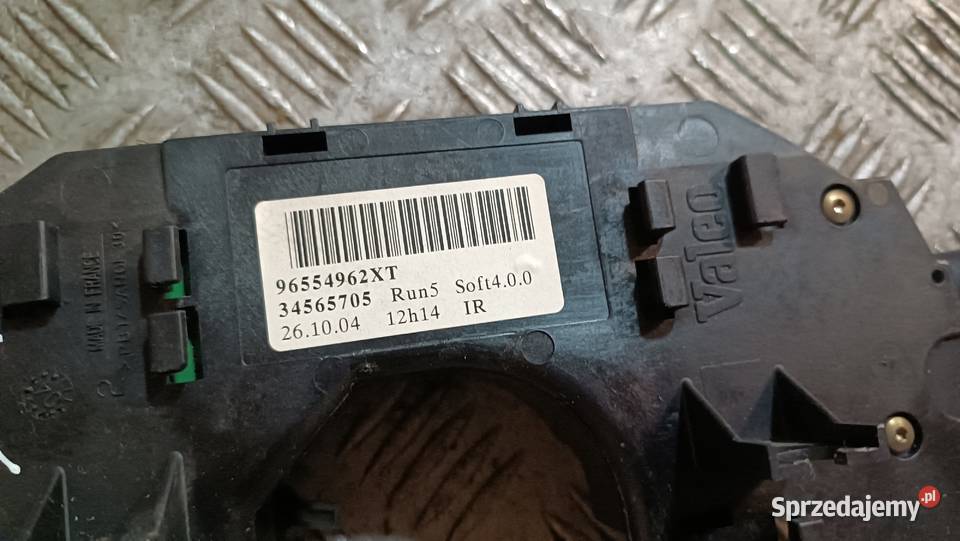 96554962XT
34565705 Run5 Soft4.0.0
26.10.04 12h14 IR
Valeo
MADE IN FRANCE
Sprzedajemy.pl